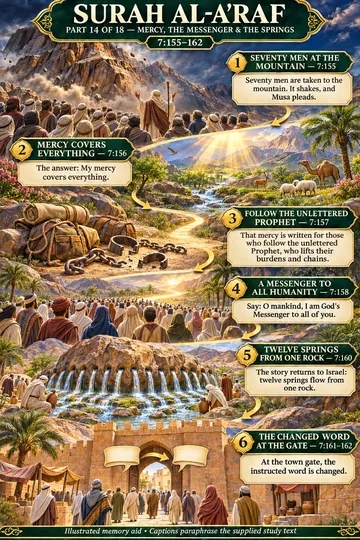 SURAH AL-A'RAF
PART 14 OF 18 — MERCY, THE MESSENGER & THE SPRINGS
7:155–162
1
SEVENTY MEN AT THE
MOUNTAIN — 7:155
Seventy men are taken to the
mountain. It shakes, and
Musa pleads.
2
MERCY COVERS
EVERYTHING — 7:156
The answer: My mercy
covers everything.
3
FOLLOW THE UNLETTERED
PROPHET — 7:157
That mercy is written for those
who follow the unlettered
Prophet, who lifts their
burdens and chains.
4
A MESSENGER TO
ALL HUMANITY — 7:158
Say: O mankind, I am God's
Messenger to all of you.
5
TWELVE SPRINGS
FROM ONE ROCK — 7:160
The story returns to Israel:
twelve springs flow from
one rock.
6
THE CHANGED WORD
AT THE GATE — 7:161–162
At the town gate, the
instructed word is changed.
Illustrated memory aid • Captions paraphrase the supplied study text